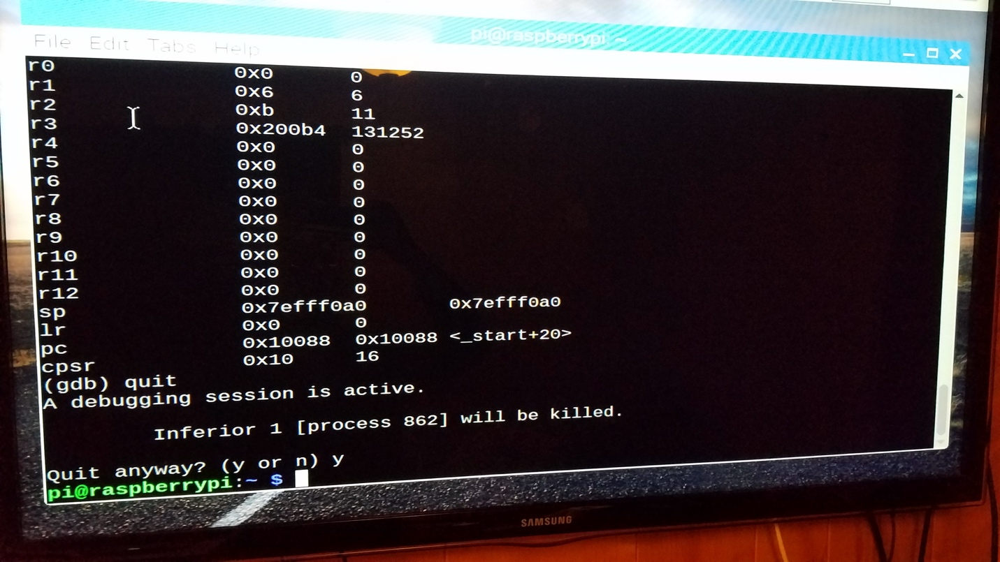 pi@raspberrypi: ~
File Edit Tabs Help
r0 0x0 0
r1 0x6 6
r2 0xb 11
r3 0x200b4 131252
r4 0x0 0
r5 0x0 0
r6 0x0 0
r7 0x0 0
r8 0x0 0
r9 0x0 0
r10 0x0 0
r11 0x0 0
r12 0x0 0
sp 0x7efff0a0 0x7efff0a0
lr 0x0 0
pc 0x10088 0x10088 <_start+20>
cpsr 0x10 16
(gdb) quit
A debugging session is active.
Inferior 1 [process 862] will be killed.
Quit anyway? (y or n) y
pi@raspberrypi:~ $
SAMSUNG